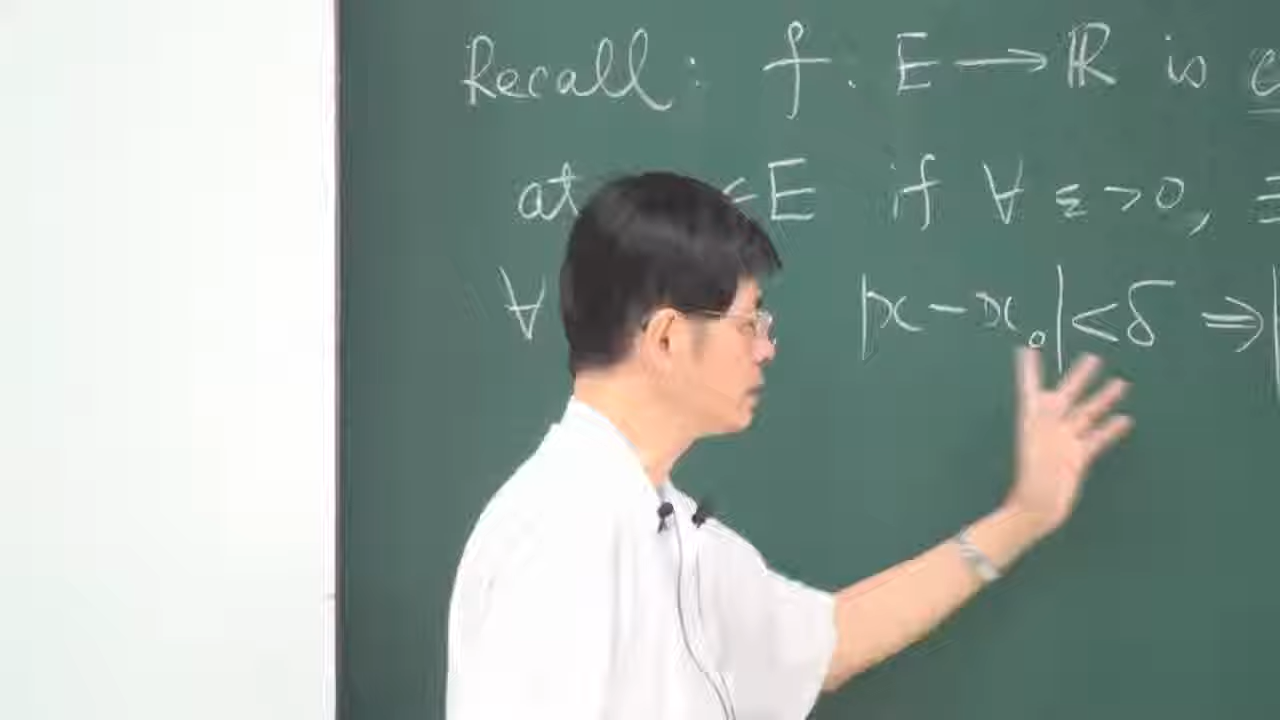 Recall: f: E → ℝ is
at ∈ E if ∀ ε > 0, ∃
∀ |x - x₀| < δ ⇒ |